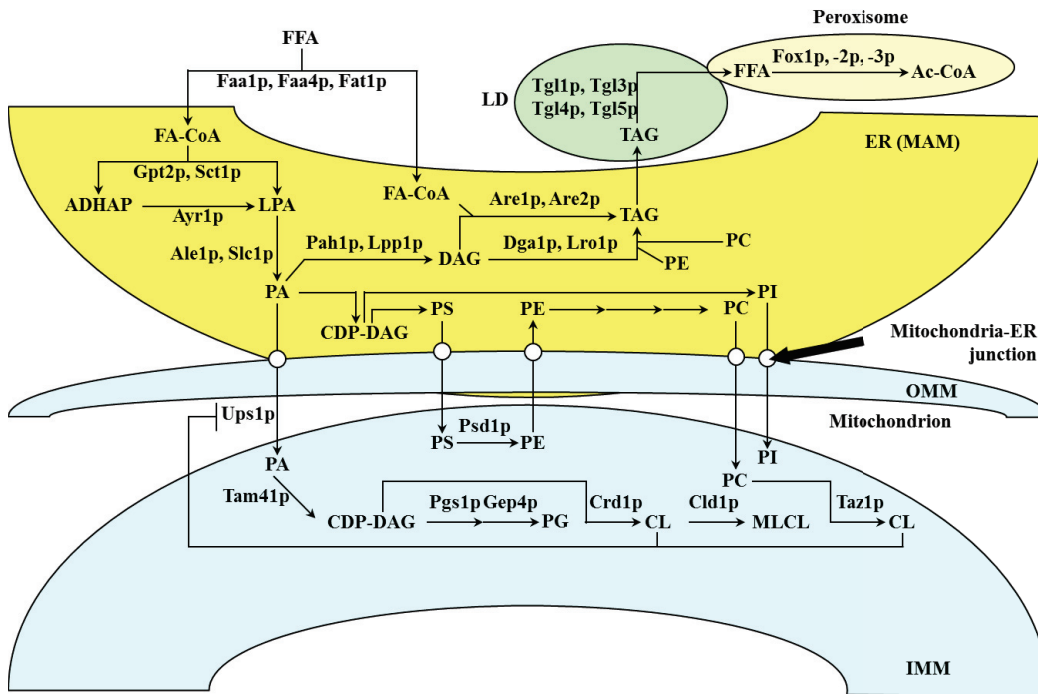 Peroxisome
FFA
Fox1p, -2p, -3p
Faa1p, Faa4p, Fat1p
Tgl1p, Tgl3p
FFA
Ac-CoA
LD
Tgl4p, Tgl5p
FA-CoA
TAG
ER (MAM)
Gpt2p, Sct1p
FA-CoA
Are1p, Are2p
ADHAP
LPA
TAG
Ayr1p
Ale1p, Slc1p
Pah1p, Lpp1p
DAG
Dga1p, Lro1p
PC
PE
PA
PI
PS
PE
PC
CDP-DAG
Mitochondria-ER
junction
OMM
Ups1p
Mitochondrion
PS
Psd1p
PE
PA
PI
PC
Tam41p
Pgs1p
Gep4p
Crd1p
Cld1p
Taz1p
CDP-DAG
PG
CL
MLCL
CL
IMM